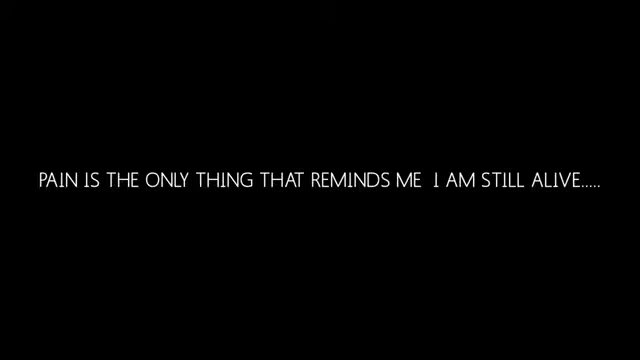 PAIN IS THE ONLY THING THAT REMINDS ME  I AM STILL ALIVE.....